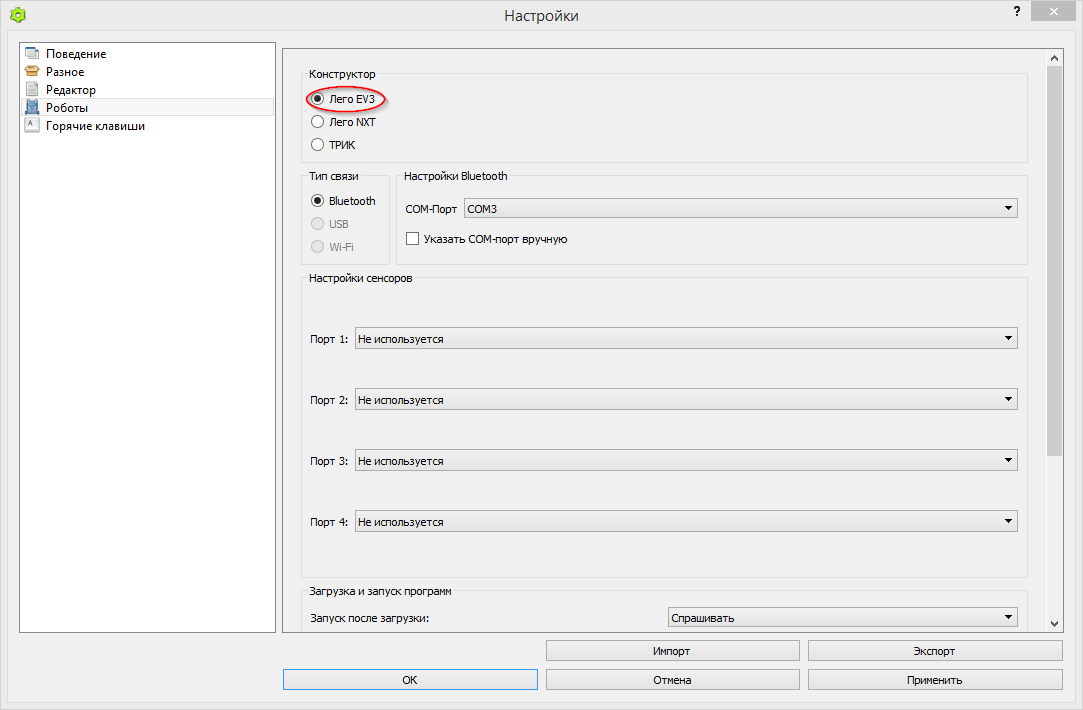 Настройки
?
Поведение
Разное
Редактор
Роботы
A
Горячие клавиши
Конструктор
Лего EV3
Лего NXT
ТРИК
Тип связи
Bluetooth
USB
Wi-Fi
Настройки Bluetooth
COM-Порт COM3
Указать COM-порт вручную
Настройки сенсоров
Порт 1: Не используется
Порт 2: Не используется
Порт 3: Не используется
Порт 4: Не используется
Загрузка и запуск программ
Запуск после загрузки: Спрашивать
Импорт Экспорт
OK Отмена Применить